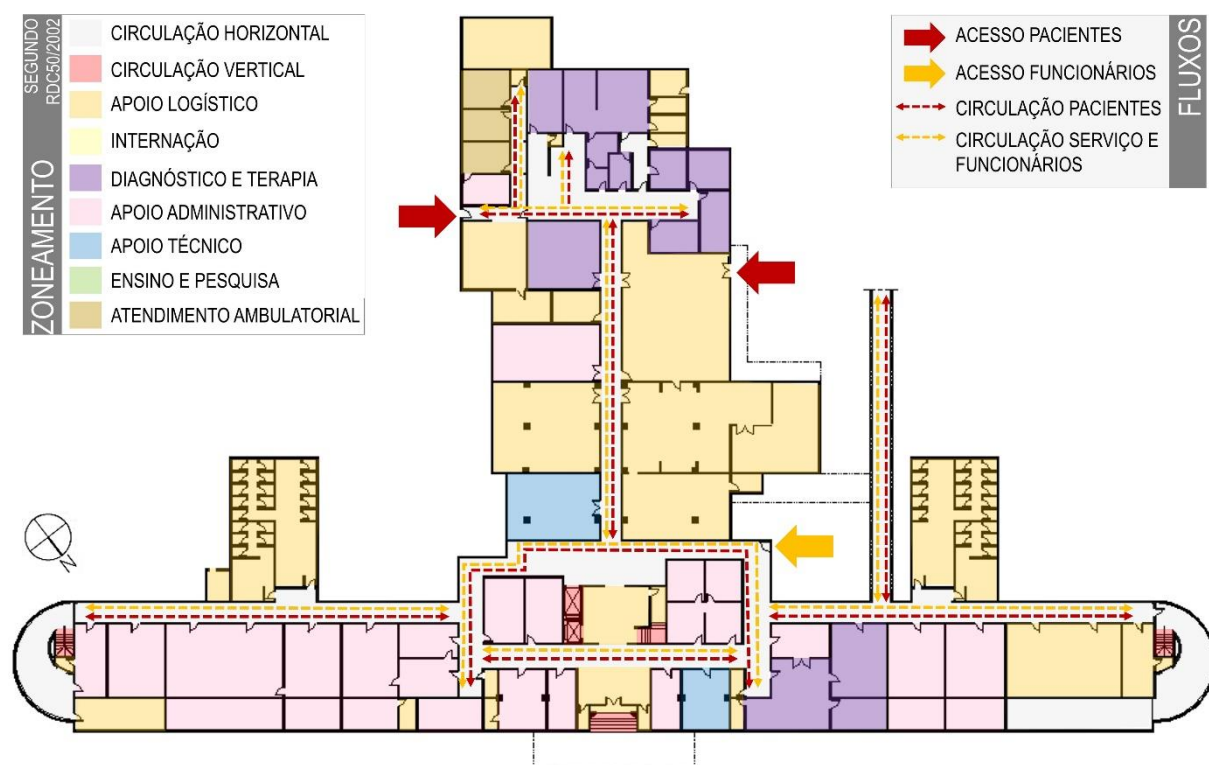 ZONEAMENTO
SEGUNDO
RDC50/2002
CIRCULAÇÃO HORIZONTAL
CIRCULAÇÃO VERTICAL
APOIO LOGÍSTICO
INTERNAÇÃO
DIAGNÓSTICO E TERAPIA
APOIO ADMINISTRATIVO
APOIO TÉCNICO
ENSINO E PESQUISA
ATENDIMENTO AMBULATORIAL
ACESSO PACIENTES
ACESSO FUNCIONÁRIOS
CIRCULAÇÃO PACIENTES
CIRCULAÇÃO SERVIÇO E
FUNCIONÁRIOS
FLUXOS
N